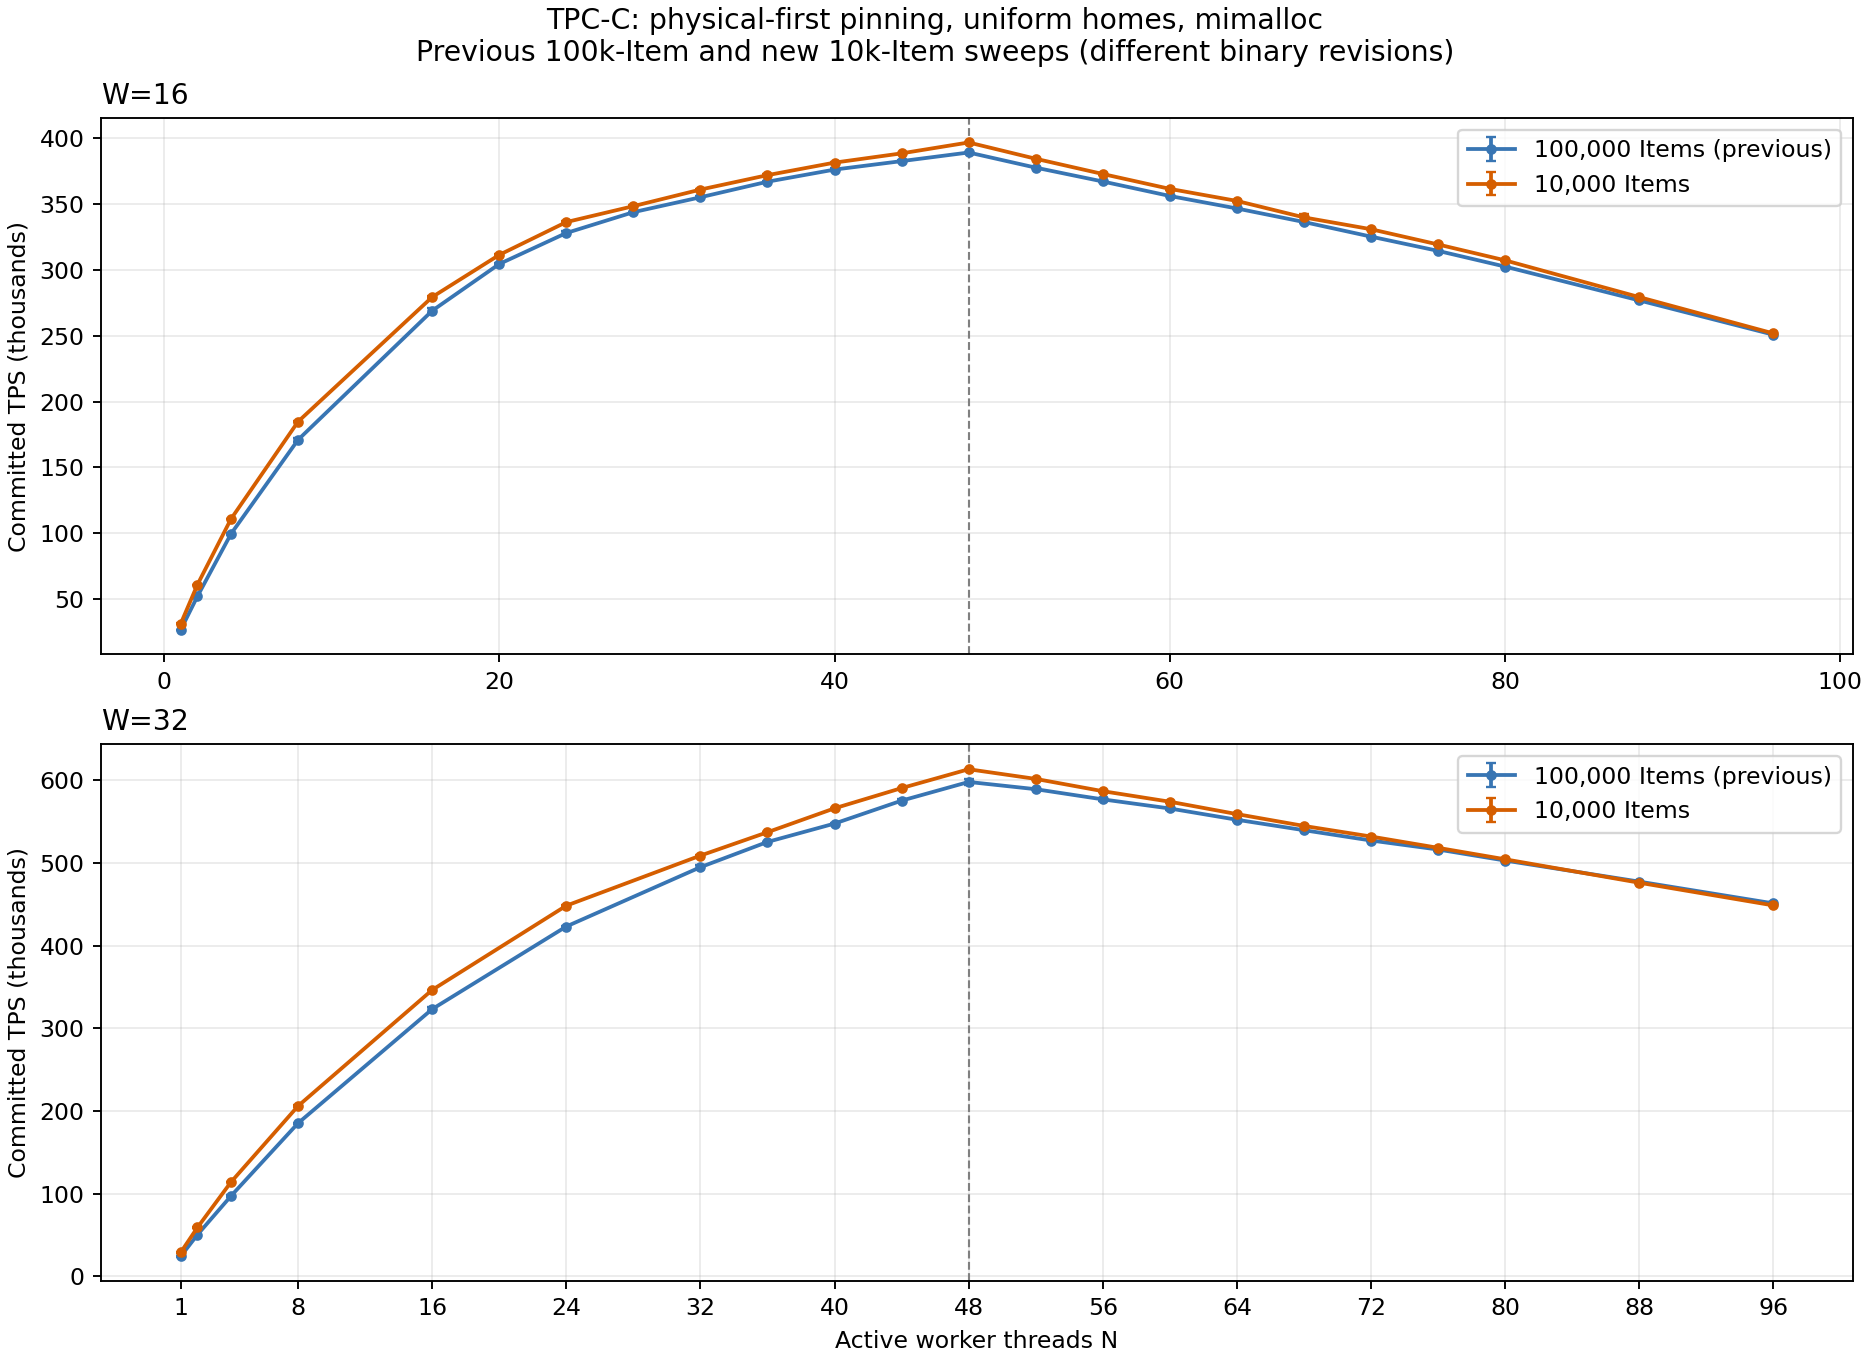 TPC-C: physical-first pinning, uniform homes, mimalloc
Previous 100k-Item and new 10k-Item sweeps (different binary revisions)
W=16
Committed TPS (thousands)
400
350
300
250
200
150
100
50
100,000 Items (previous)
10,000 Items
0 20 40 60 80 100
W=32
Committed TPS (thousands)
600
500
400
300
200
100
0
100,000 Items (previous)
10,000 Items
1 8 16 24 32 40 48 56 64 72 80 88 96
Active worker threads N